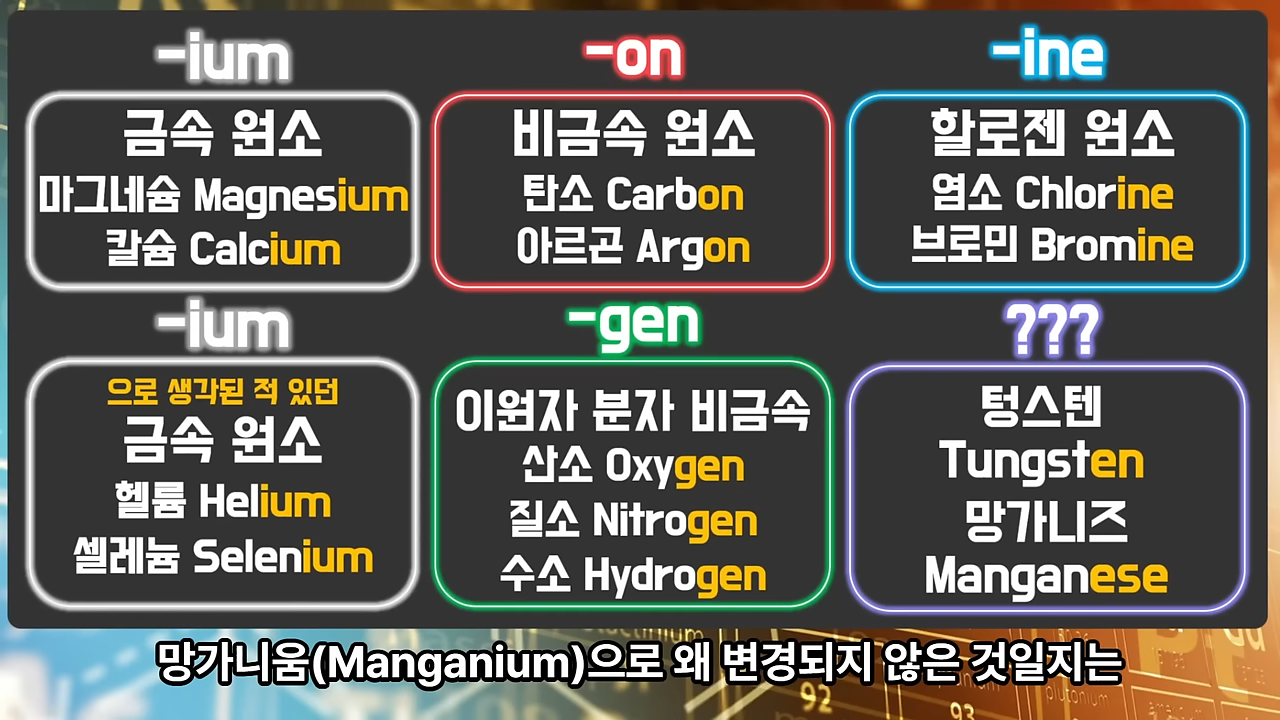 -ium
금속 원소
마그네슘 Magnesium
칼슘 Calcium
-on
비금속 원소
탄소 Carbon
아르곤 Argon
-ine
할로젠 원소
염소 Chlorine
브로민 Bromine
-ium
으로 생각된 적 있던
금속 원소
헬륨 Helium
셀레늄 Selenium
-gen
이원자 분자 비금속
산소 Oxygen
질소 Nitrogen
수소 Hydrogen
???
텅스텐
Tungsten
망가니즈
Manganese
망가니움(Manganium)으로 왜 변경되지 않은 것일지는
plutonium
92
93